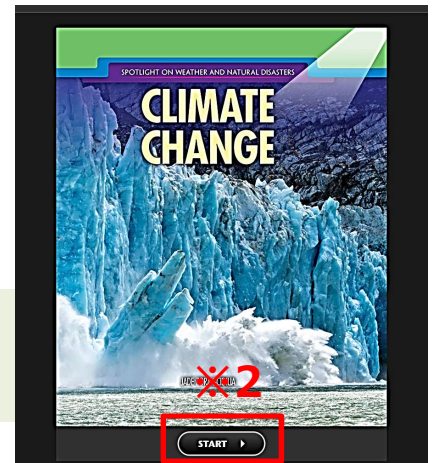 SPOTLIGHT ON WEATHER AND NATURAL DISASTERS
CLIMATE
CHANGE
※2
START